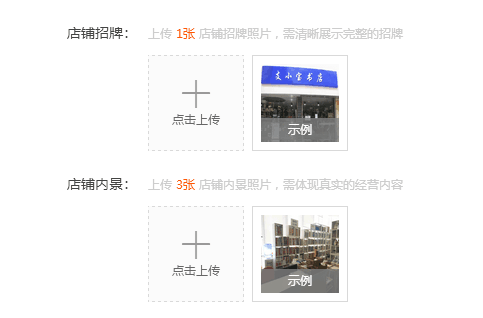 店铺招牌： 上传 1张 店铺招牌照片，需清晰展示完整的招牌
点击上传
支小宝书店
示例
店铺内景： 上传 3张 店铺内景照片，需体现真实的经营内容
点击上传
示例